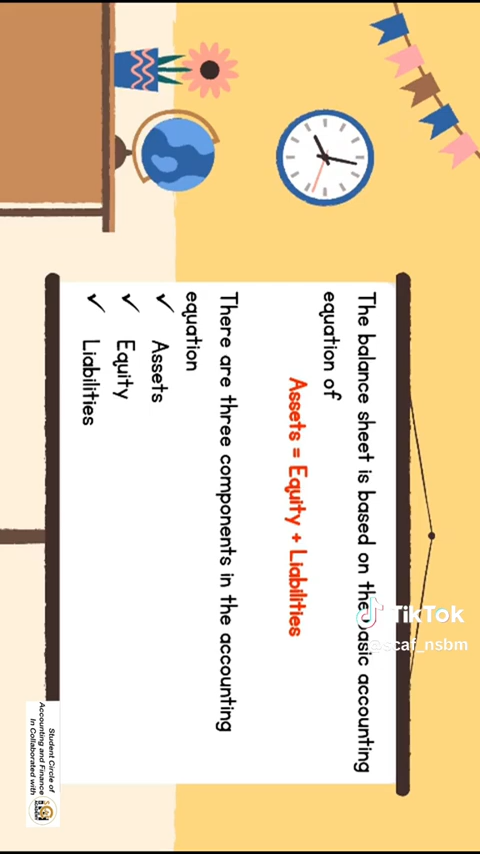 The balance sheet is based on the basic accounting
equation of
Assets = Equity + Liabilities
There are three components in the accounting
equation
✓ Assets
✓ Equity
✓ Liabilities
TikTok
@scaf_nsbm
Student Circle of
Accounting and Finance
In Collaborated with